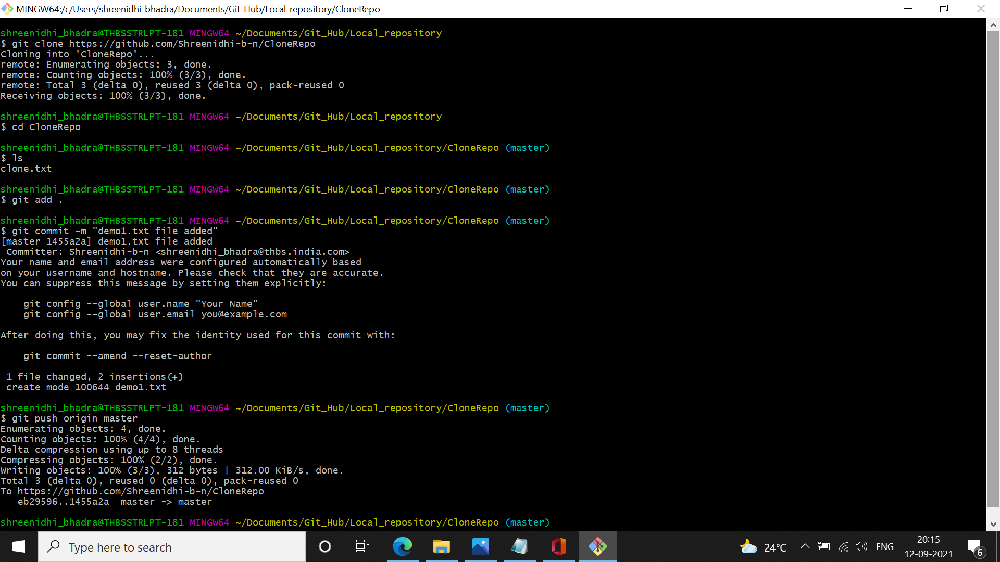 MINGW64:/c/Users/shreenidhi_bhadra/Documents/Git_Hub/Local_repository/CloneRepo
shreenidhi_bhadra@THBSSTRLPT-181 MINGW64 ~/Documents/Git_Hub/Local_repository
$ git clone https://github.com/Shreenidhi-b-n/CloneRepo
Cloning into 'CloneRepo'...
remote: Enumerating objects: 3, done.
remote: Counting objects: 100% (3/3), done.
remote: Total 3 (delta 0), reused 3 (delta 0), pack-reused 0
Receiving objects: 100% (3/3), done.
shreenidhi_bhadra@THBSSTRLPT-181 MINGW64 ~/Documents/Git_Hub/Local_repository
$ cd CloneRepo
shreenidhi_bhadra@THBSSTRLPT-181 MINGW64 ~/Documents/Git_Hub/Local_repository/CloneRepo (master)
$ ls
clone.txt
shreenidhi_bhadra@THBSSTRLPT-181 MINGW64 ~/Documents/Git_Hub/Local_repository/CloneRepo (master)
$ git add .
shreenidhi_bhadra@THBSSTRLPT-181 MINGW64 ~/Documents/Git_Hub/Local_repository/CloneRepo (master)
$ git commit -m "demo1.txt file added"
[master 1455a2a] demo1.txt file added
 Committer: Shreenidhi-b-n <shreenidhi_bhadra@thbs.india.com>
Your name and email address were configured automatically based
on your username and hostname. Please check that they are accurate.
You can suppress this message by setting them explicitly:
    git config --global user.name "Your Name"
    git config --global user.email you@example.com
After doing this, you may fix the identity used for this commit with:
    git commit --amend --reset-author
 1 file changed, 2 insertions(+)
 create mode 100644 demo1.txt
shreenidhi_bhadra@THBSSTRLPT-181 MINGW64 ~/Documents/Git_Hub/Local_repository/CloneRepo (master)
$ git push origin master
Enumerating objects: 4, done.
Counting objects: 100% (4/4), done.
Delta compression using up to 8 threads
Compressing objects: 100% (2/2), done.
Writing objects: 100% (3/3), 312 bytes | 312.00 KiB/s, done.
Total 3 (delta 0), reused 0 (delta 0), pack-reused 0
To https://github.com/Shreenidhi-b-n/CloneRepo
   eb29596..1455a2a  master -> master
shreenidhi_bhadra@THBSSTRLPT-181 MINGW64 ~/Documents/Git_Hub/Local_repository/CloneRepo (master)
Type here to search
24°C
ENG
20:15
12-09-2021
6